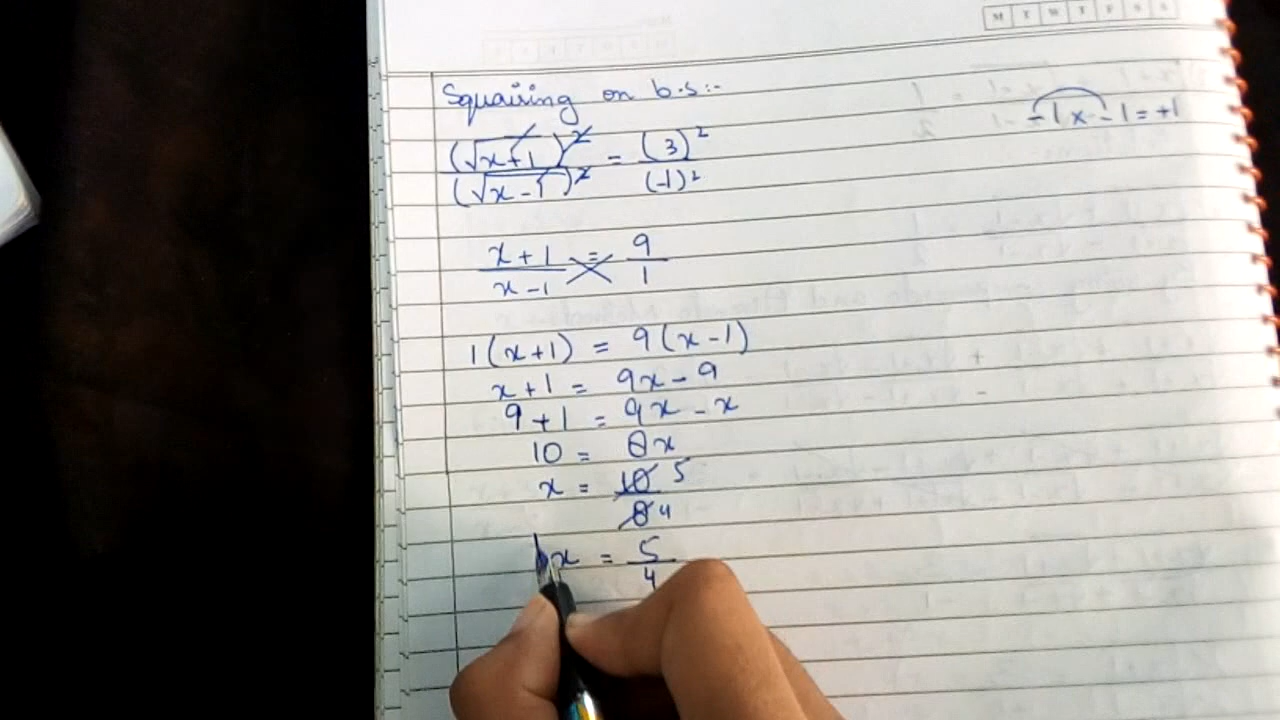 M T W T F S S
Squaring on b.s:-
-1 x -1 = +1
(√x+1)² / (√x-1)² = (3)² / (-1)²
x+1 / x-1 = 9 / 1
1(x+1) = 9(x-1)
x+1 = 9x-9
9+1 = 9x-x
10 = 8x
x = 10 5 / 8 4
x = 5 / 4